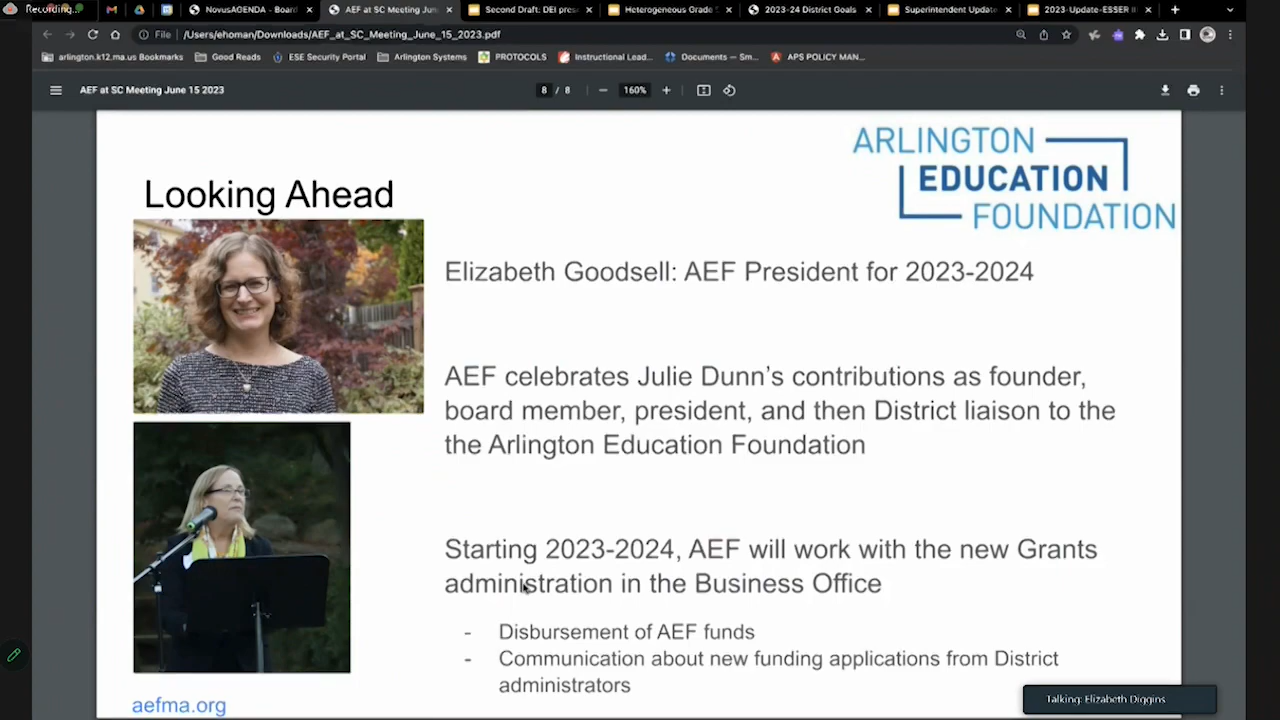 Recording...
NovusAGENDA - Board
AEF at SC Meeting Jun
Second Draft: DEI pres
Heterogeneous Grade
2023-24 District Goals
Superintendent Update
2023-Update-ESSER
File
/Users/ehoman/Downloads/AEF_at_SC_Meeting_June_15_2023.pdf
arlington.k12.ma.us Bookmarks
Good Reads
ESE Security Portal
Arlington Systems
PROTOCOLS
Instructional Lead...
Documents — Sm...
APS POLICY MAN...
AEF at SC Meeting June 15 2023
8 / 8
160%
ARLINGTON
EDUCATION
FOUNDATION
Looking Ahead
Elizabeth Goodsell: AEF President for 2023-2024
AEF celebrates Julie Dunn's contributions as founder,
board member, president, and then District liaison to the
the Arlington Education Foundation
Starting 2023-2024, AEF will work with the new Grants
administration in the Business Office
- Disbursement of AEF funds
- Communication about new funding applications from District
administrators
aefma.org
Talking: Elizabeth Diggins